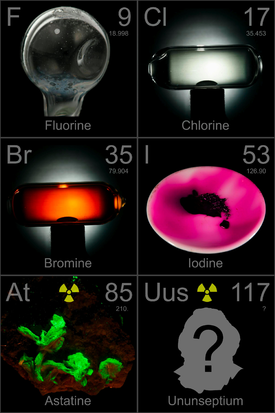 F 9
18.998
Fluorine
Cl 17
35.453
Chlorine
Br 35
79.904
Bromine
I 53
126.90
Iodine
At 85
210.
Astatine
Uus 117
?
?
Ununseptium